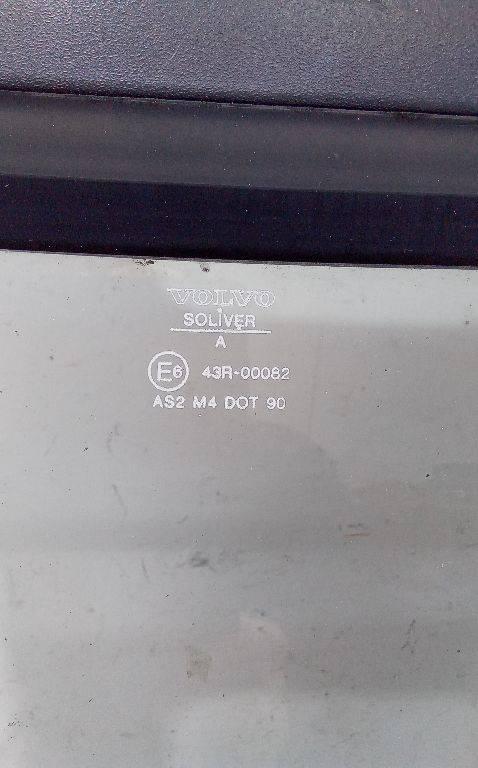 VOLVO
SOLIVER
A
E6 43R-00082
AS2 M4 DOT 90